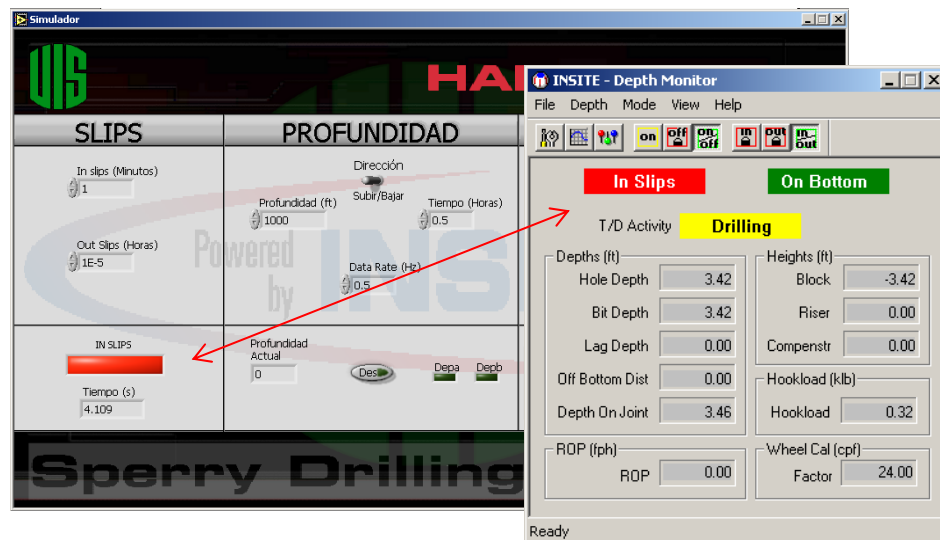 Simulador
UIS
HA
SLIPS
PROFUNDIDAD
In slips (Minutos)
1
Out Slips (Horas)
1E-5
Dirección
Subir/Bajar
Profundidad (ft)
1000
Tiempo (Horas)
0.5
Data Rate (Hz)
0.5
Powered
by
INS
IN SLIPS
Tiempo (s)
4.109
Profundidad
Actual
0
Des
Depa
Depb
Sperry Drilling
INSITE - Depth Monitor
File Depth Mode View Help
on
off
on
off
in
out
in
out
In Slips
On Bottom
T/D Activity
Drilling
Depths (ft)
Hole Depth 3.42
Bit Depth 3.42
Lag Depth 0.00
Off Bottom Dist 0.00
Depth On Joint 3.46
ROP (fph)
ROP 0.00
Heights (ft)
Block -3.42
Riser 0.00
Compenstr 0.00
Hookload (klb)
Hookload 0.32
Wheel Cal (cpf)
Factor 24.00
Ready